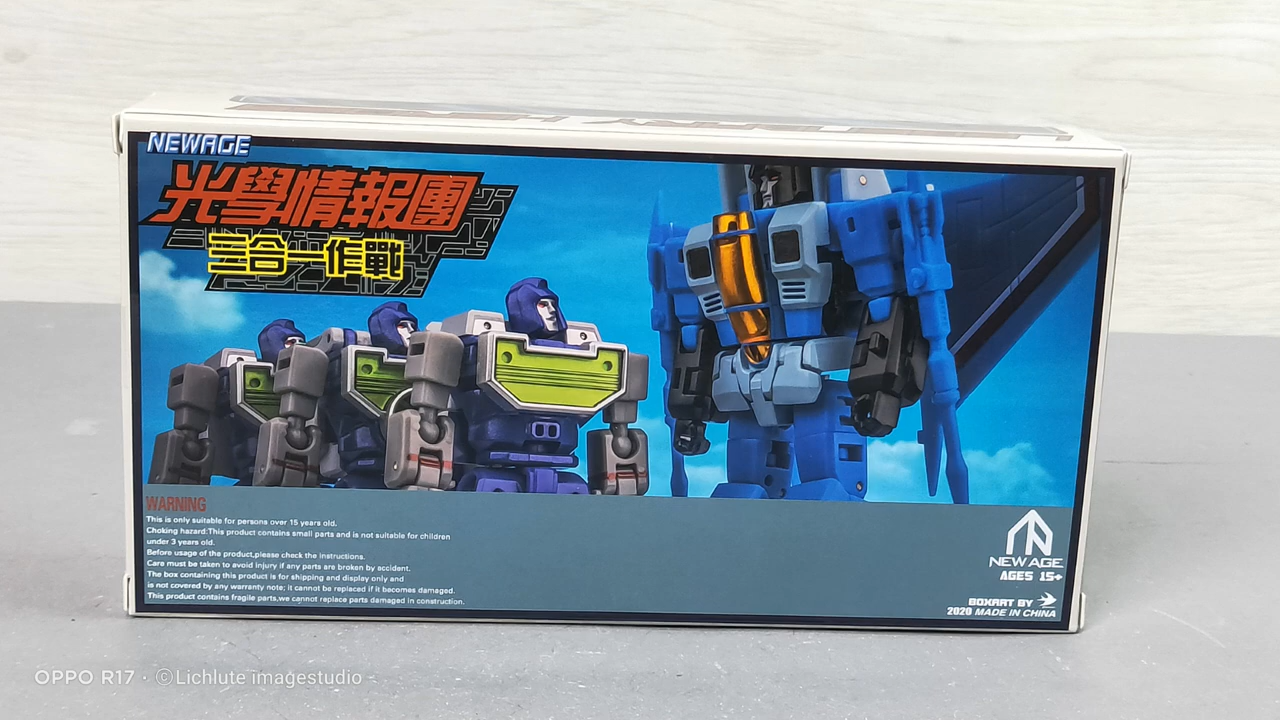 NEWAGE
光學情報團
三合一作戰
WARNING
This is only suitable for persons over 15 years old.
Choking hazard:This product contains small parts and is not suitable for children
under 3 years old.
Before usage of the product,please check the instructions.
Care must be taken to avoid injury if any parts are broken by accident.
The box containing this product is for shipping and display only and
is not covered by any warranty note; it cannot be replaced if it becomes damaged.
This product contains fragile parts,we cannot replace parts damaged in construction.
NEWAGE
AGES 15+
BOXART BY
2020 MADE IN CHINA
OPPO R17 · ©Lichlute imagestudio